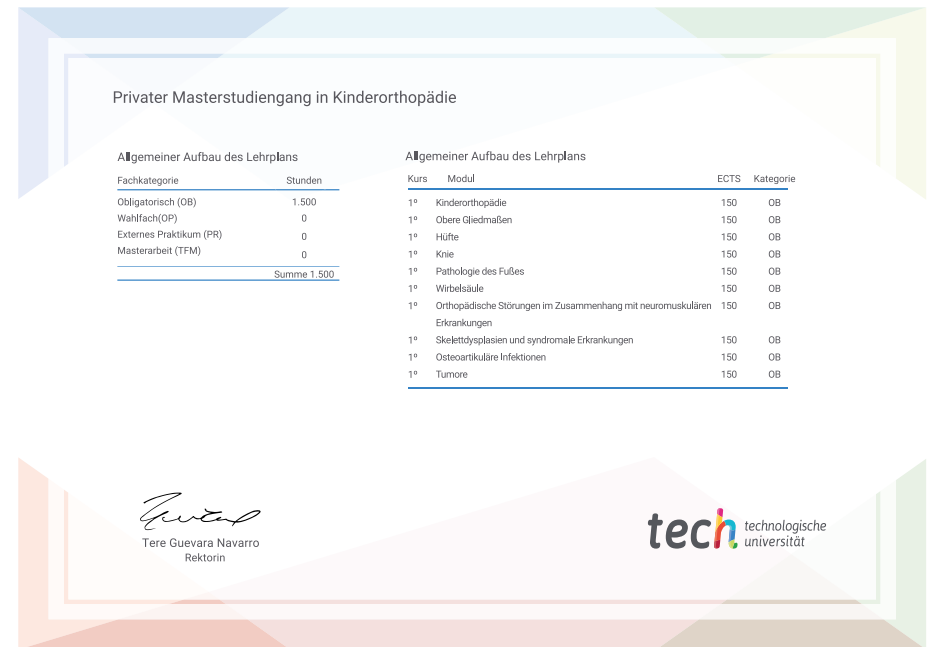 Privater Masterstudiengang in Kinderorthopädie
Allgemeiner Aufbau des Lehrplans
Fachkategorie Stunden
Obligatorisch (OB) 1.500
Wahlfach(OP) 0
Externes Praktikum (PR) 0
Masterarbeit (TFM) 0
Summe 1.500
Allgemeiner Aufbau des Lehrplans
Kurs Modul ECTS Kategorie
1º Kinderorthopädie 150 OB
1º Obere Gliedmaßen 150 OB
1º Hüfte 150 OB
1º Knie 150 OB
1º Pathologie des Fußes 150 OB
1º Wirbelsäule 150 OB
1º Orthopädische Störungen im Zusammenhang mit neuromuskulären 150 OB
Erkrankungen
1º Skelettdysplasien und syndromale Erkrankungen 150 OB
1º Osteoartikuläre Infektionen 150 OB
1º Tumore 150 OB
Tere Guevara Navarro
Rektorin
tech technologische
universität